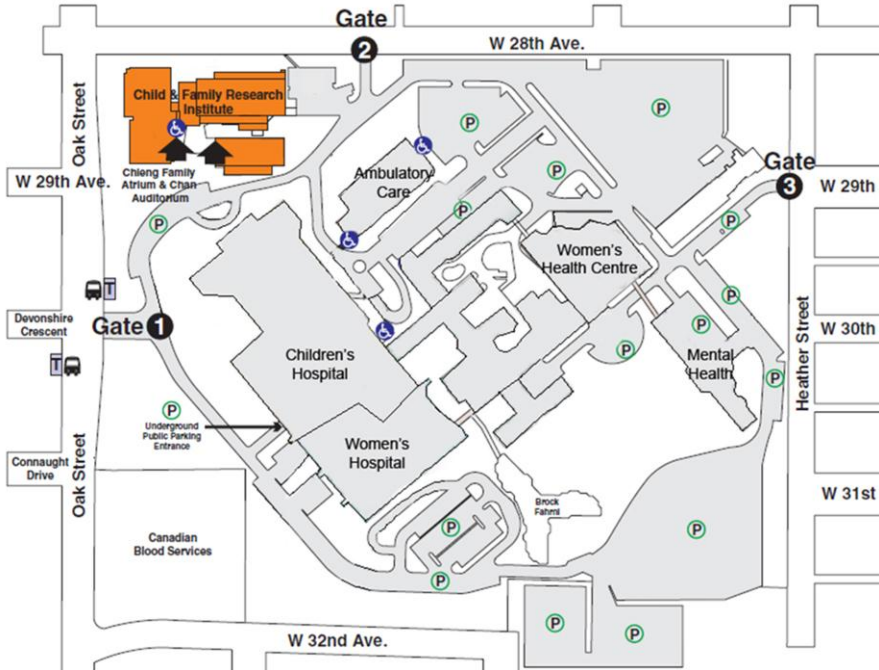 Gate
2
W 28th Ave.
Oak Street
Child & Family Research
Institute
P
P
Gate
3
W 29th Ave.
Chieng Family
Atrium & Chan
Auditorium
Ambulatory
Care
P
P
W 29th
P
P
Women's
Health Centre
T
P
Devonshire
Crescent
Gate 1
P
Heather Street
W 30th
T
Children's
Hospital
P
Mental
Health
P
P
Underground
Public Parking
Entrance
Oak Street
Women's
Hospital
Connaught
Drive
W 31st
Brock
Fahrni
P
P
Canadian
Blood Services
P
P
P
W 32nd Ave.